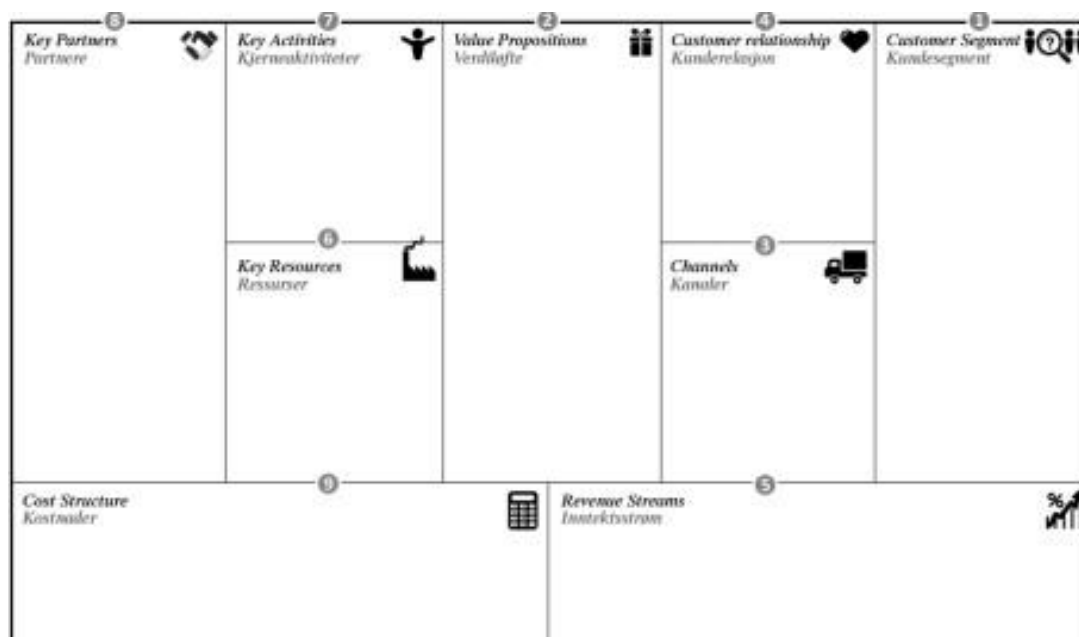 8
Key Partners
Partnere
7
Key Activities
Kjerneaktiviteter
2
Value Propositions
Verdiløfte
4
Customer relationship
Kunderelasjon
1
Customer Segment
Kundesegment
?
6
Key Resources
Ressurser
3
Channels
Kanaler
9
Cost Structure
Kostnader
5
Revenue Streams
Inntektsstrøm
%